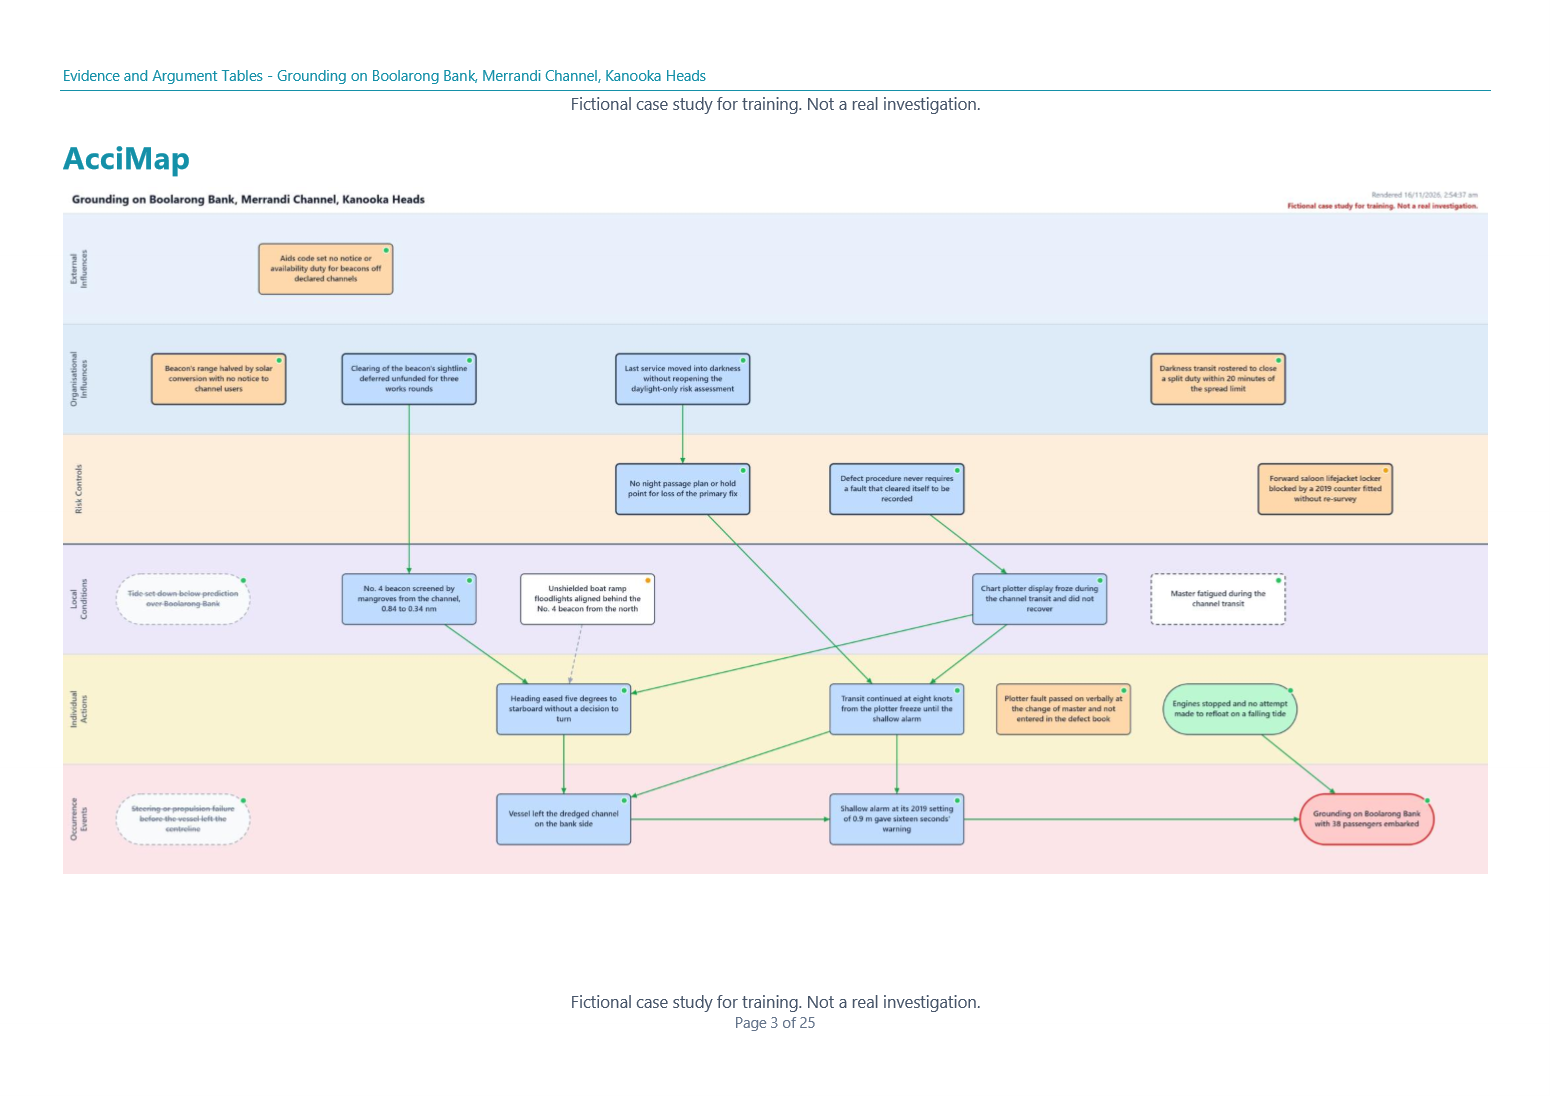 Evidence and Argument Tables - Grounding on Boolarong Bank, Merrandi Channel, Kanooka Heads
Fictional case study for training. Not a real investigation.
AcciMap
Grounding on Boolarong Bank, Merrandi Channel, Kanooka Heads
Rendered 16/11/2026, 2:54:37 am
Fictional case study for training. Not a real investigation.
External
Influences
Aids code set no notice or
availability duty for beacons off
declared channels
Organisational
Influences
Beacon's range halved by solar
conversion with no notice to
channel users
Clearing of the beacon's sightline
deferred unfunded for three
works rounds
Last service moved into darkness
without reopening the
daylight-only risk assessment
Darkness transit rostered to close
a split duty within 20 minutes of
the spread limit
Risk Controls
No night passage plan or hold
point for loss of the primary fix
Defect procedure never requires
a fault that cleared itself to be
recorded
Forward saloon lifejacket locker
blocked by a 2019 counter fitted
without re-survey
Local
Conditions
Tide set down below prediction
over Boolarong Bank
No. 4 beacon screened by
mangroves from the channel,
0.84 to 0.34 nm
Unshielded boat ramp
floodlights aligned behind the
No. 4 beacon from the north
Chart plotter display froze during
the channel transit and did not
recover
Master fatigued during the
channel transit
Individual
Actions
Heading eased five degrees to
starboard without a decision to
turn
Transit continued at eight knots
from the plotter freeze until the
shallow alarm
Plotter fault passed on verbally at
the change of master and not
entered in the defect book
Engines stopped and no attempt
made to refloat on a falling tide
Occurrence
Events
Steering or propulsion failure
before the vessel left the
centreline
Vessel left the dredged channel
on the bank side
Shallow alarm at its 2019 setting
of 0.9 m gave sixteen seconds'
warning
Grounding on Boolarong Bank
with 38 passengers embarked
Fictional case study for training. Not a real investigation.
Page 3 of 25